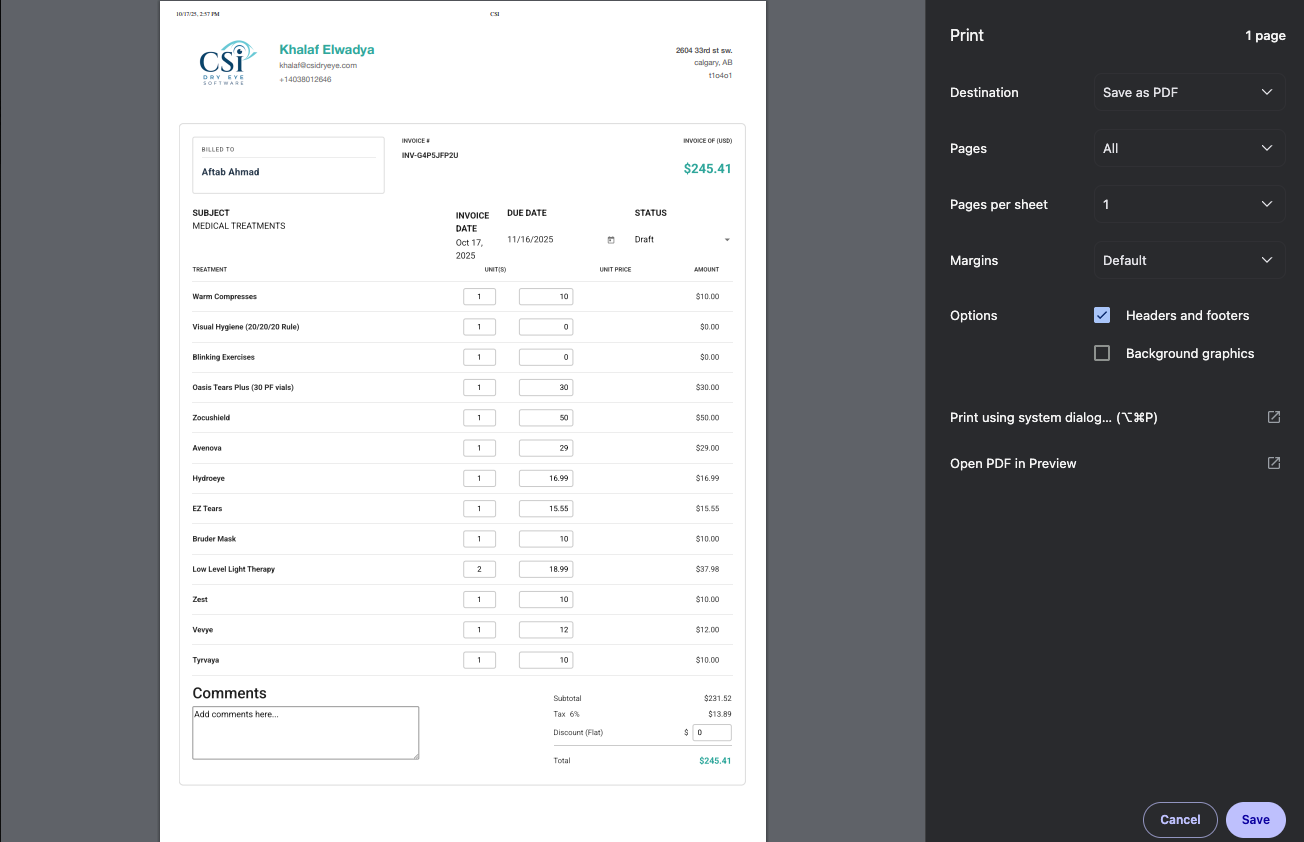 10/17/25, 2:57 PM
CSI
CSI
DRY EYE
SOFTWARE
Khalaf Elwadya
khalaf@csidryeye.com
+14038012646
2604 33rd st sw.
calgary, AB
t1o4o1
BILLED TO
Aftab Ahmad
INVOICE #
INV-G4P5JFP2U
INVOICE OF (USD)
$245.41
SUBJECT
MEDICAL TREATMENTS
INVOICE
DATE
Oct 17,
2025
DUE DATE
11/16/2025
STATUS
Draft
TREATMENT UNIT(S) UNIT PRICE AMOUNT
Warm Compresses 1 10 $10.00
Visual Hygiene (20/20/20 Rule) 1 0 $0.00
Blinking Exercises 1 0 $0.00
Oasis Tears Plus (30 PF vials) 1 30 $30.00
Zocushield 1 50 $50.00
Avenova 1 29 $29.00
Hydroeye 1 16.99 $16.99
EZ Tears 1 15.55 $15.55
Bruder Mask 1 10 $10.00
Low Level Light Therapy 2 18.99 $37.98
Zest 1 10 $10.00
Vevye 1 12 $12.00
Tyrvaya 1 10 $10.00
Comments
Add comments here...
Subtotal $231.52
Tax 6% $13.89
Discount (Flat) $ 0
Total $245.41
Print 1 page
Destination Save as PDF
Pages All
Pages per sheet 1
Margins Default
Options Headers and footers
Background graphics
Print using system dialog... (⌥⌘P)
Open PDF in Preview
Cancel Save